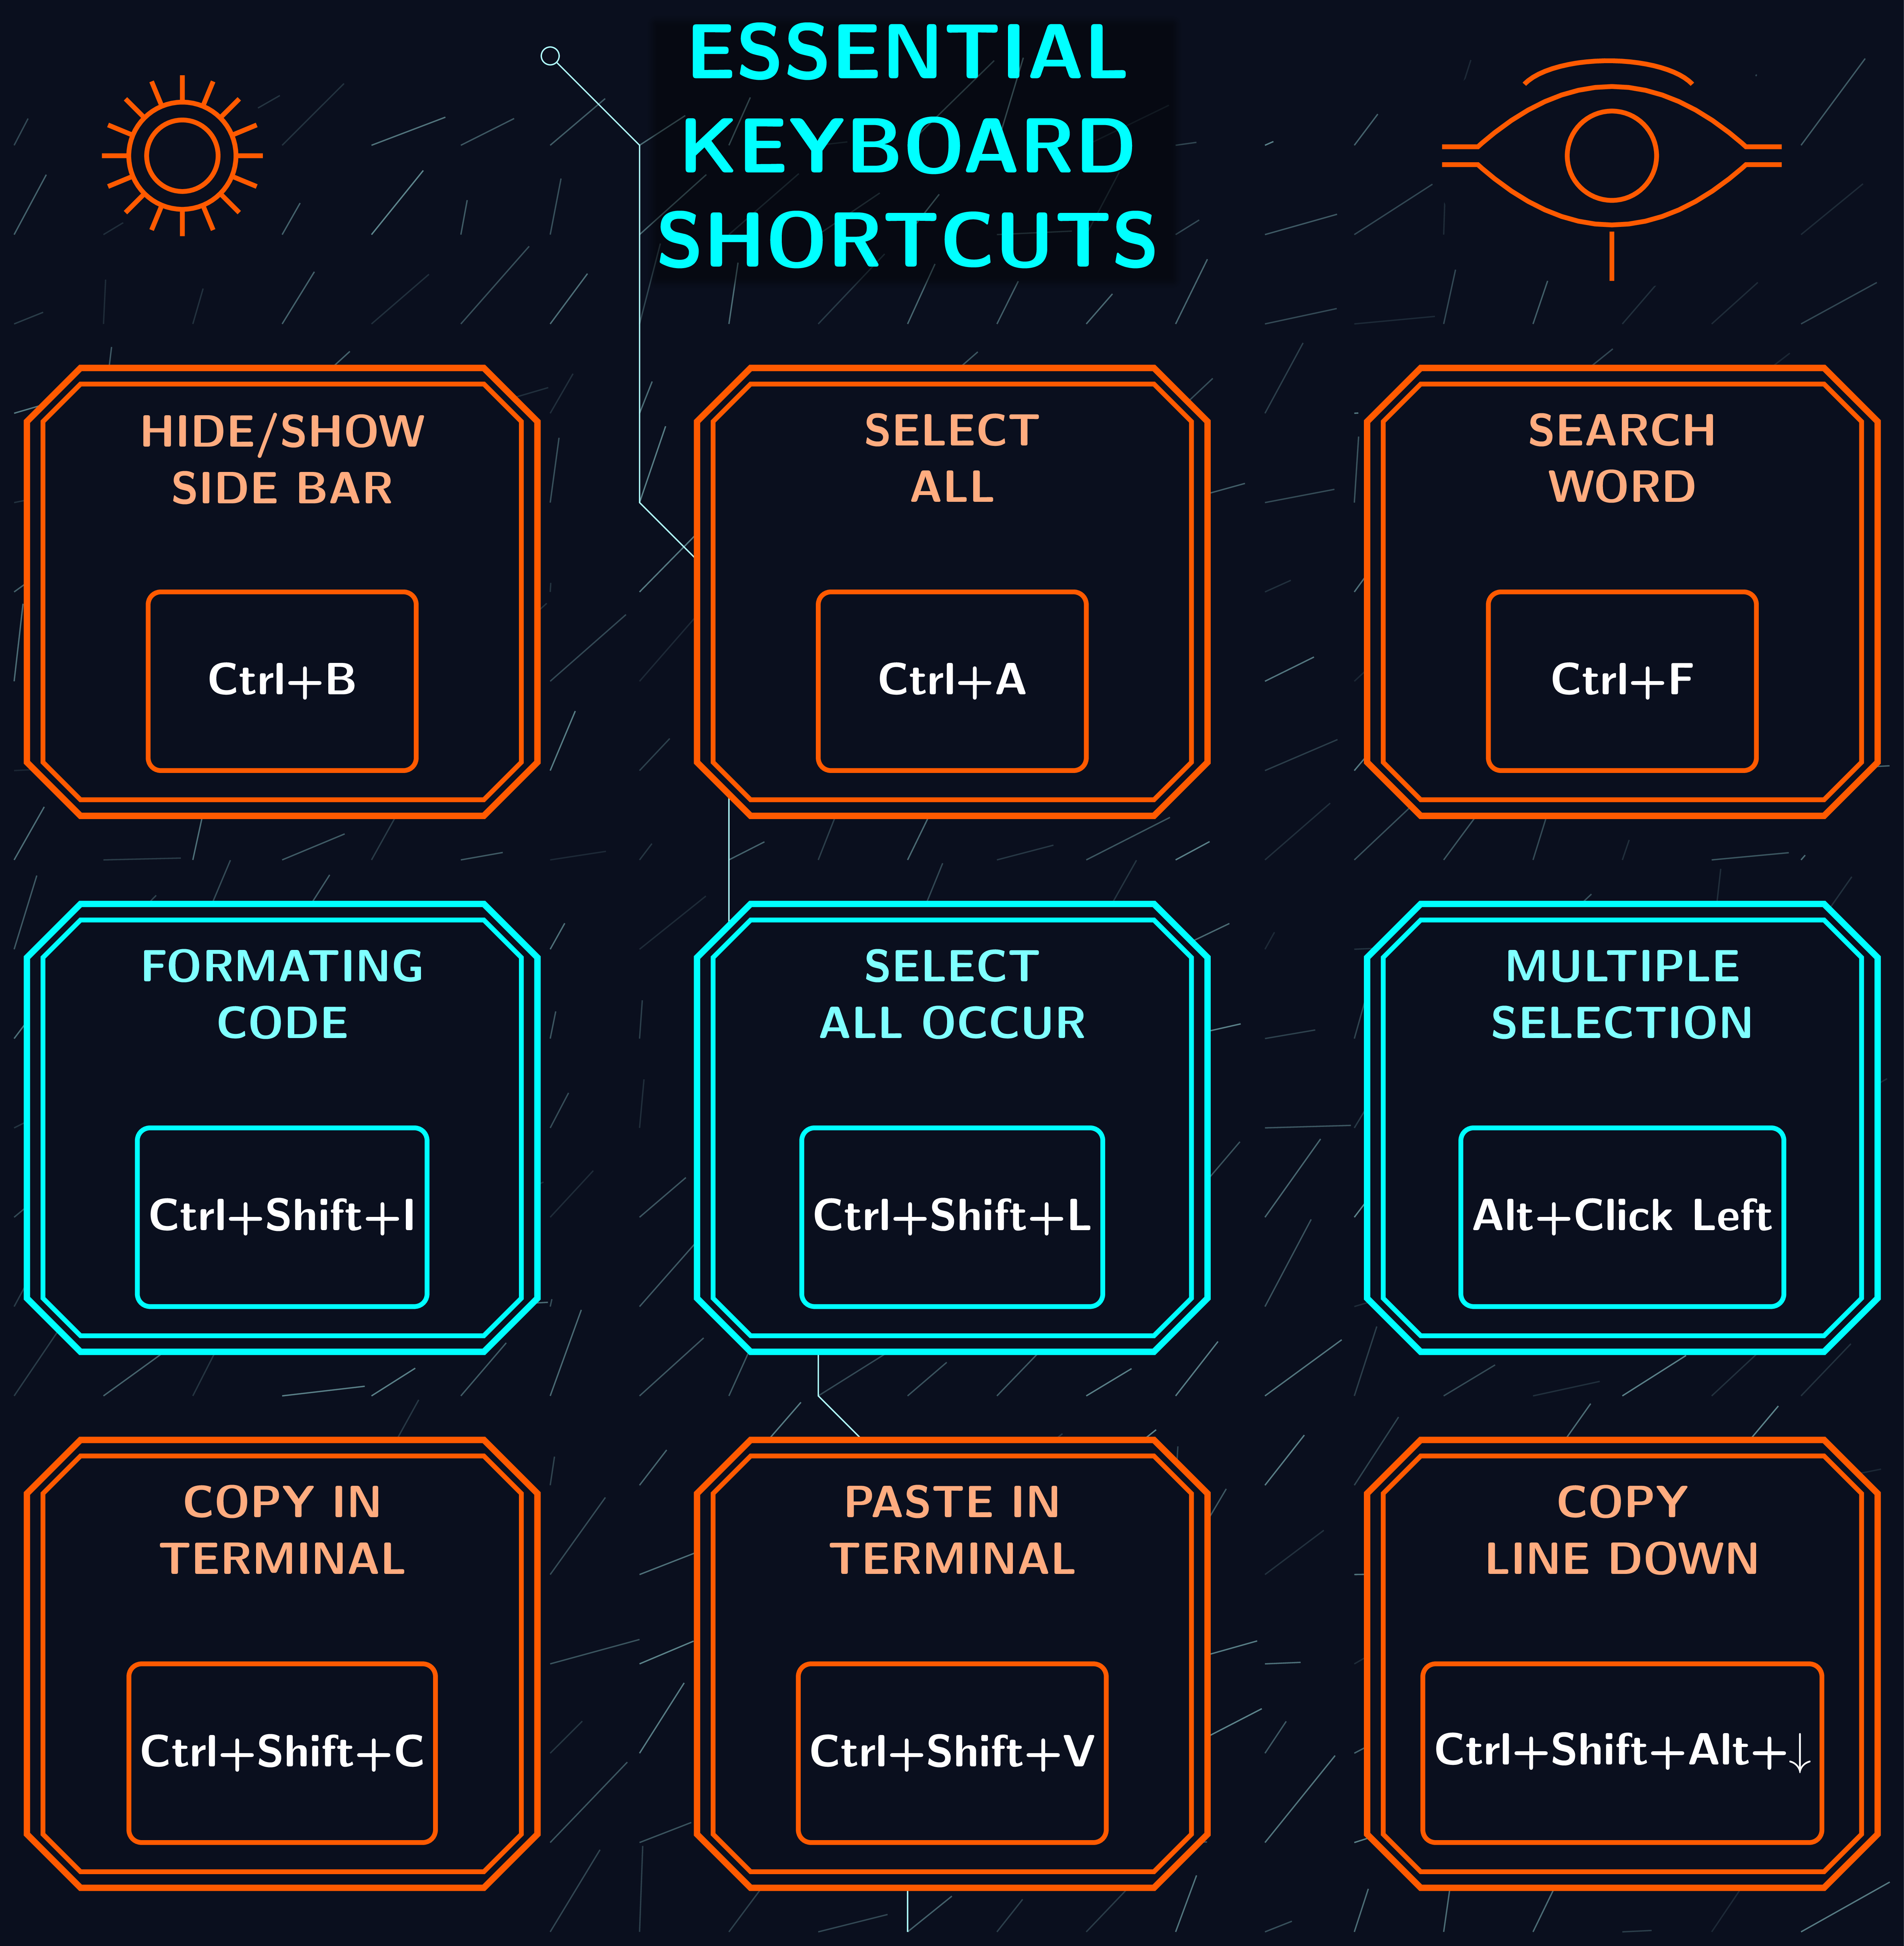 ESSENTIAL
KEYBOARD
SHORTCUTS
HIDE/SHOW
SIDE BAR
Ctrl+B
SELECT
ALL
Ctrl+A
SEARCH
WORD
Ctrl+F
FORMATING
CODE
Ctrl+Shift+I
SELECT
ALL OCCUR
Ctrl+Shift+L
MULTIPLE
SELECTION
Alt+Click Left
COPY IN
TERMINAL
Ctrl+Shift+C
PASTE IN
TERMINAL
Ctrl+Shift+V
COPY
LINE DOWN
Ctrl+Shift+Alt+↓